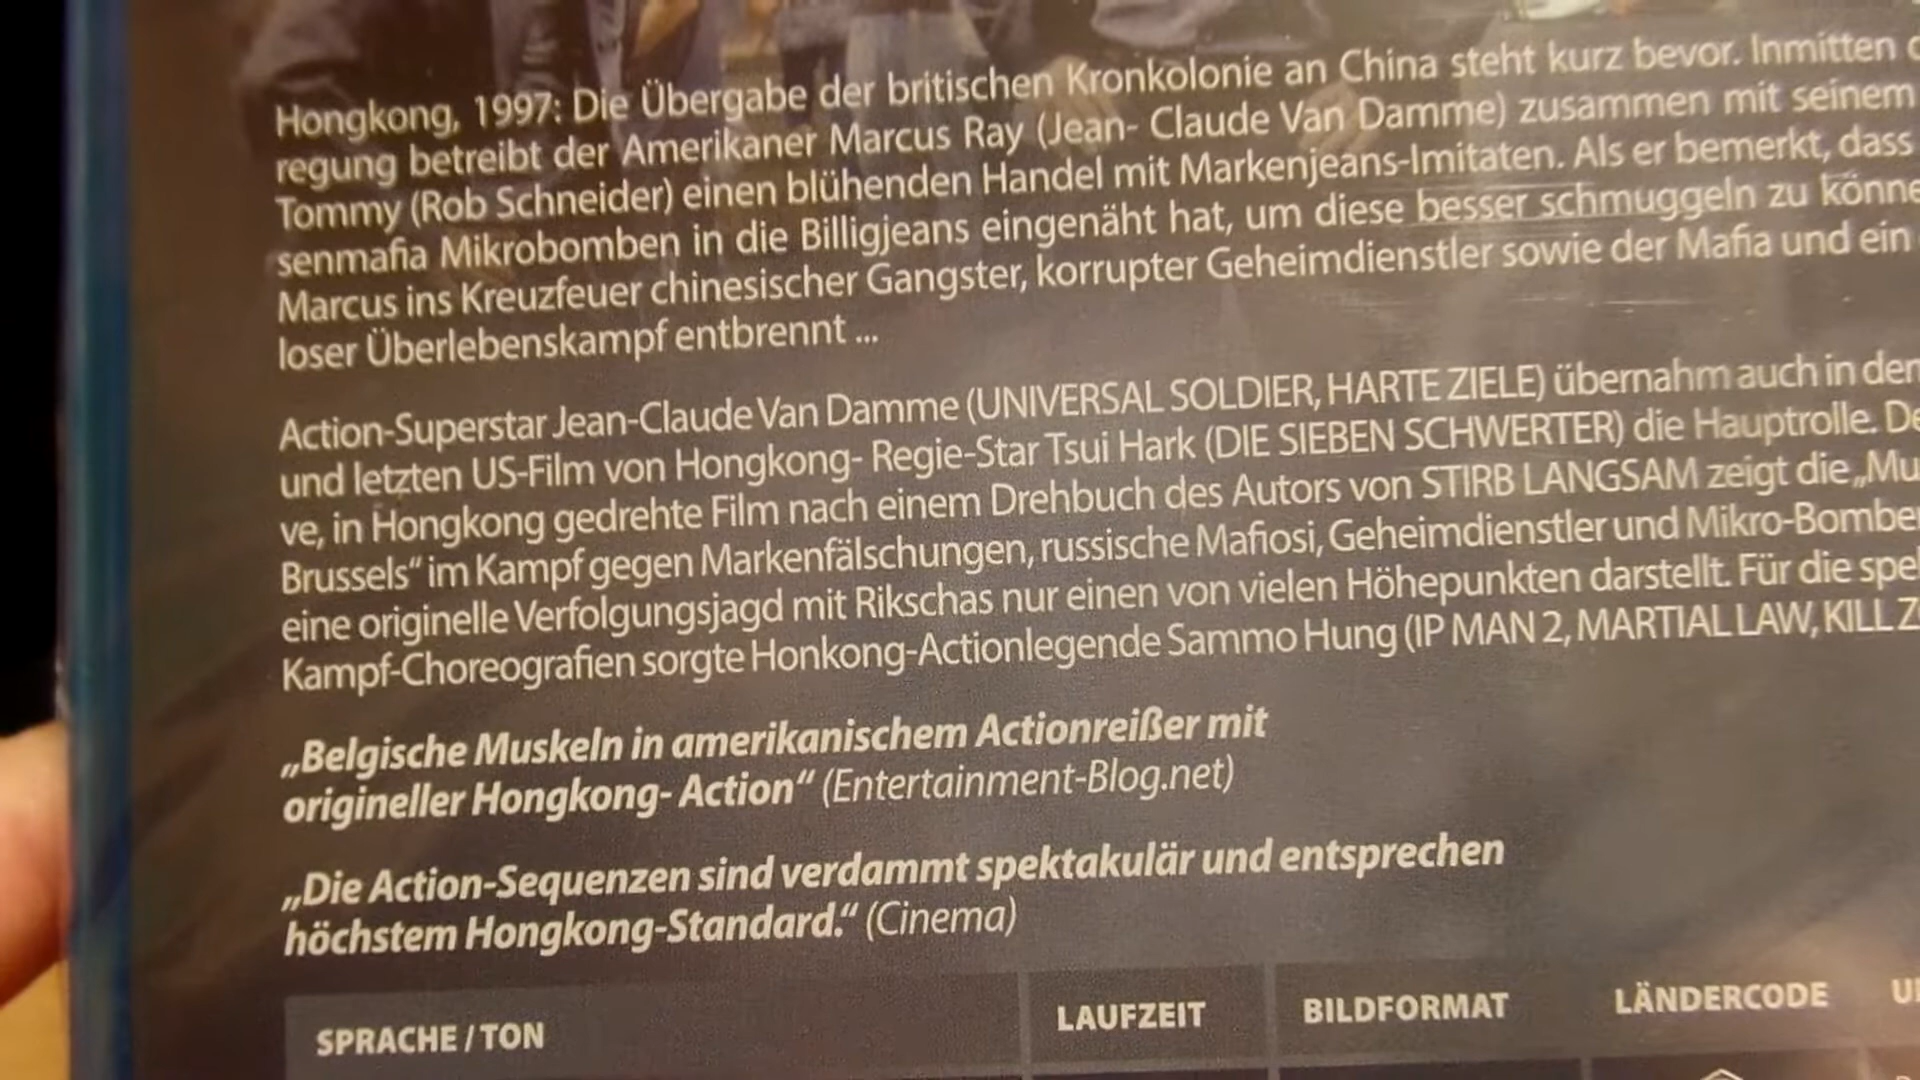 Hongkong, 1997: Die Übergabe der britischen Kronkolonie an China steht kurz bevor. Inmitten
regung betreibt der Amerikaner Marcus Ray (Jean- Claude Van Damme) zusammen mit seinem
Tommy (Rob Schneider) einen blühenden Handel mit Markenjeans-Imitaten. Als er bemerkt, dass
senmafia Mikrobomben in die Billigjeans eingenäht hat, um diese besser schmuggeln zu könne
Marcus ins Kreuzfeuer chinesischer Gangster, korrupter Geheimdienstler sowie der Mafia und ein
loser Überlebenskampf entbrennt ...
Action-Superstar Jean-Claude Van Damme (UNIVERSAL SOLDIER, HARTE ZIELE) übernahm auch in den
und letzten US-Film von Hongkong- Regie-Star Tsui Hark (DIE SIEBEN SCHWERTER) die Hauptrolle. De
ve, in Hongkong gedrehte Film nach einem Drehbuch des Autors von STIRB LANGSAM zeigt die „Mu
Brussels“ im Kampf gegen Markenfälschungen, russische Mafiosi, Geheimdienstler und Mikro-Bomben
eine originelle Verfolgungsjagd mit Rikschas nur einen von vielen Höhepunkten darstellt. Für die spek
Kampf-Choreografien sorgte Honkong-Actionlegende Sammo Hung (IP MAN 2, MARTIAL LAW, KILL Z
„Belgische Muskeln in amerikanischem Actionreißer mit
origineller Hongkong- Action“ (Entertainment-Blog.net)
„Die Action-Sequenzen sind verdammt spektakulär und entsprechen
höchstem Hongkong-Standard.“ (Cinema)
SPRACHE / TON LAUFZEIT BILDFORMAT LÄNDERCODE